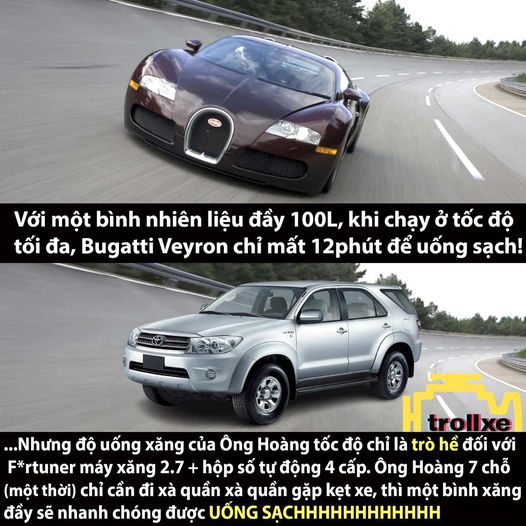 Với một bình nhiên liệu đầy 100L, khi chạy ở tốc độ
tối đa, Bugatti Veyron chỉ mất 12phút để uống sạch!
trollxe
...Nhưng độ uống xăng của Ông Hoàng tốc độ chỉ là trò hề đối với
F*rtuner máy xăng 2.7 + hộp số tự động 4 cấp. Ông Hoàng 7 chỗ
(một thời) chỉ cần đi xà quần xà quần gặp kẹt xe, thì một bình xăng
đầy sẽ nhanh chóng được UỐNG SẠCHHHHHHHHHHHHH